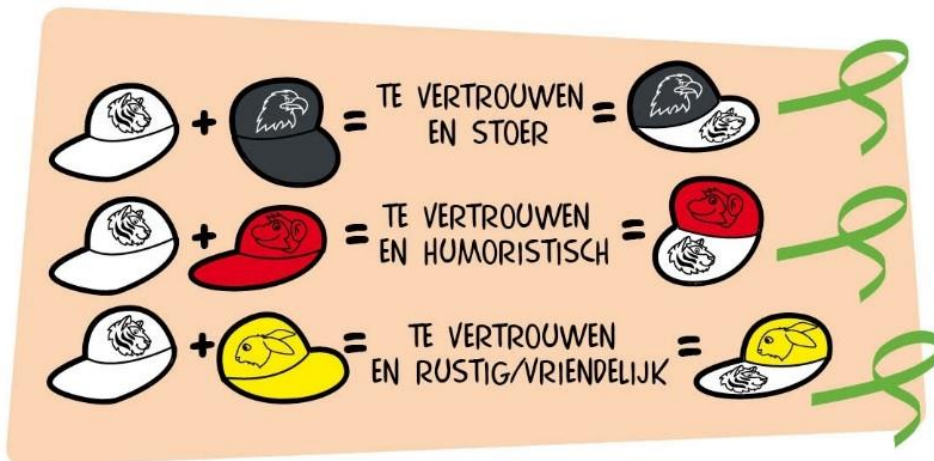 + = TE VERTROUWEN EN STOER =
+ = TE VERTROUWEN EN HUMORISTISCH =
+ = TE VERTROUWEN EN RUSTIG/VRIENDELIJK =